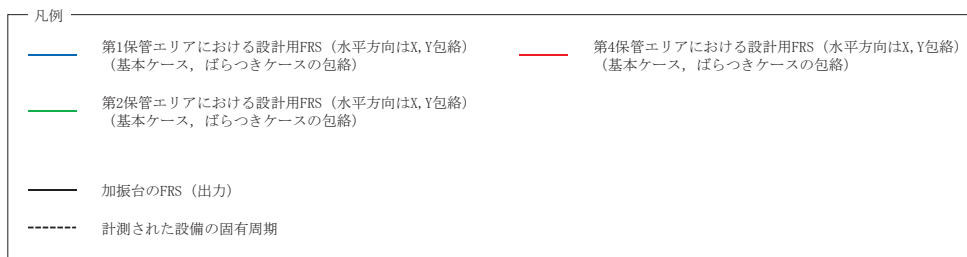 凡例
第1保管エリアにおける設計用FRS（水平方向はX,Y包絡）
（基本ケース，ばらつきケースの包絡）
第2保管エリアにおける設計用FRS（水平方向はX,Y包絡）
（基本ケース，ばらつきケースの包絡）
加振台のFRS（出力）
計測された設備の固有周期
第4保管エリアにおける設計用FRS（水平方向はX,Y包絡）
（基本ケース，ばらつきケースの包絡）